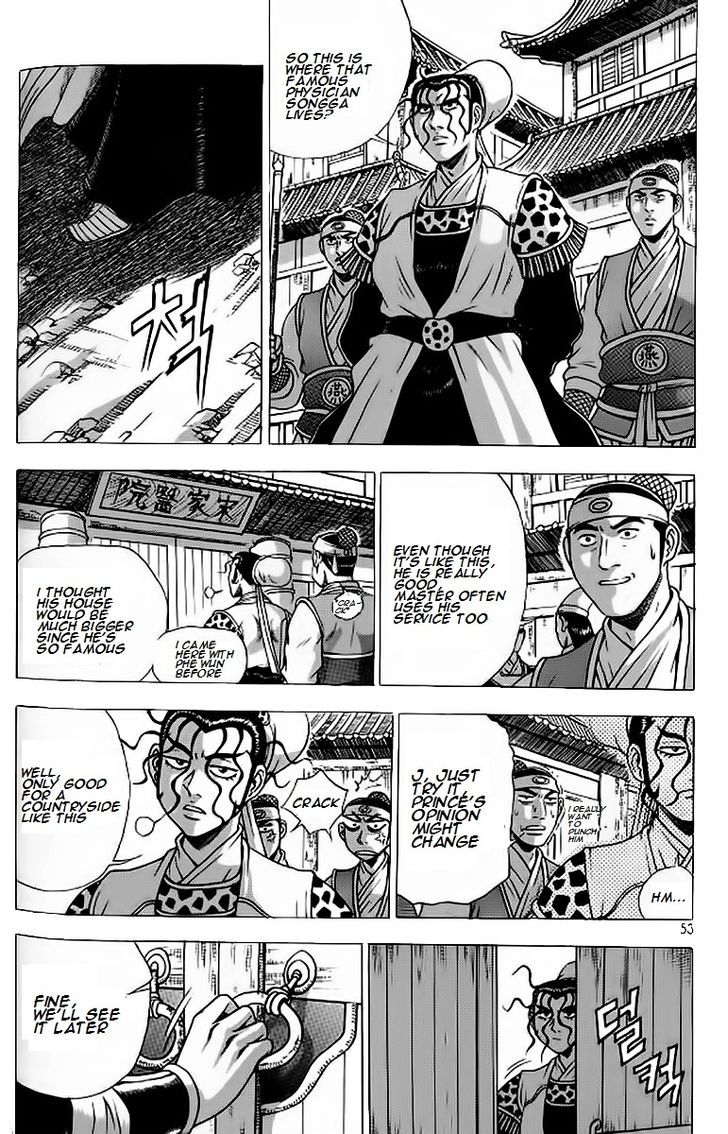 SO THIS IS
WHERE THAT
FAMOUS
PHYSICIAN
SONGGA
LIVES?
척
燕
院醫家宋
I THOUGHT
HIS HOUSE
WOULD BE
MUCH BIGGER
SINCE HE'S
SO FAMOUS
I CAME
HERE WITH
PHE WUN
BEFORE
"CRA-
CK"
EVEN THOUGH
IT'S LIKE THIS,
HE IS REALLY
GOOD
MASTER OFTEN
USES HIS
SERVICE TOO
WELL,
ONLY GOOD
FOR A
COUNTRYSIDE
LIKE THIS
CRACK
J, JUST
TRY IT
PRINCE'S
OPINION
MIGHT
CHANGE
I REALLY
WANT
TO
PUNCH
HIM
HM...
53
FINE,
WE'LL SEE
IT LATER
덜컥